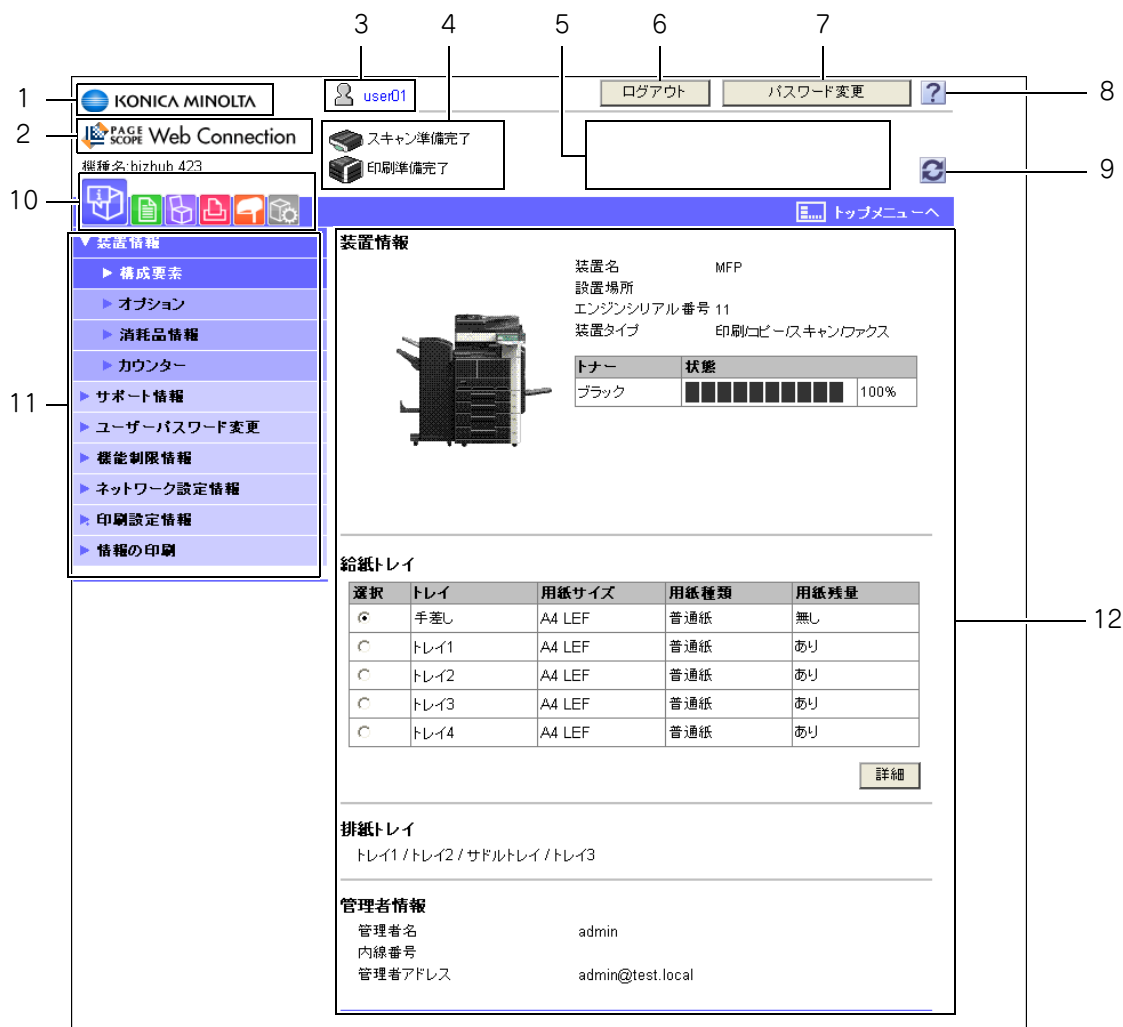 3 4 5 6 7
1 KONICA MINOLTA user01 ログアウト パスワード変更 ? 8
2 PAGE SCOPE Web Connection スキャン準備完了
機種名:bizhub 423 印刷準備完了 9
10
トップメニューへ
▼装置情報
▶構成要素
▶オプション
▶消耗品情報
▶カウンター
11 ▶サポート情報
▶ユーザーパスワード変更
▶機能制限情報
▶ネットワーク設定情報
▶印刷設定情報
▶情報の印刷
装置情報
装置名 MFP
設置場所
エンジンシリアル番号 11
装置タイプ 印刷/コピー/スキャン/ファクス
トナー 状態
ブラック 100%
給紙トレイ
選択 トレイ 用紙サイズ 用紙種類 用紙残量
手差し A4 LEF 普通紙 無し
トレイ1 A4 LEF 普通紙 あり
トレイ2 A4 LEF 普通紙 あり
トレイ3 A4 LEF 普通紙 あり
トレイ4 A4 LEF 普通紙 あり
12
詳細
排紙トレイ
トレイ1 / トレイ2 / サドルトレイ / トレイ3
管理者情報
管理者名 admin
内線番号
管理者アドレス admin@test.local